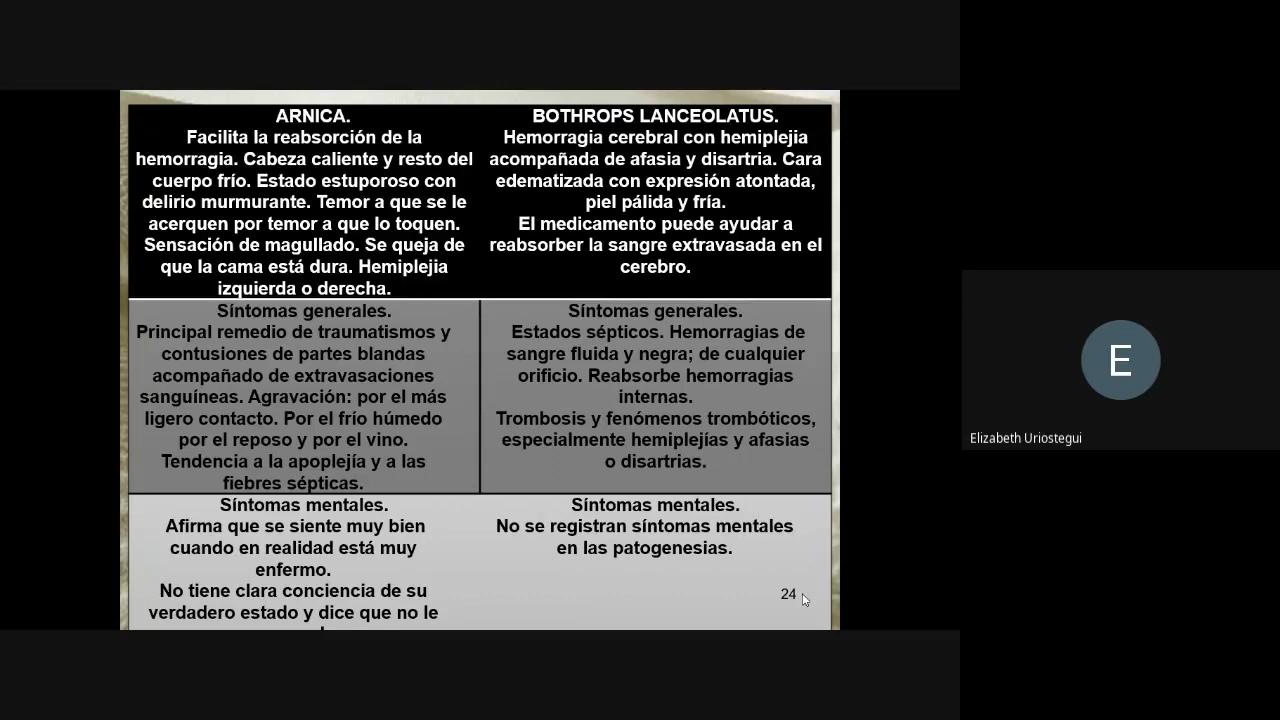 ARNICA.
Facilita la reabsorción de la
hemorragia. Cabeza caliente y resto del
cuerpo frío. Estado estuporoso con
delirio murmurante. Temor a que se le
acerquen por temor a que lo toquen.
Sensación de magullado. Se queja de
que la cama está dura. Hemiplejia
izquierda o derecha.
BOTHROPS LANCEOLATUS.
Hemorragia cerebral con hemiplejia
acompañada de afasia y disartria. Cara
edematizada con expresión atontada,
piel pálida y fría.
El medicamento puede ayudar a
reabsorber la sangre extravasada en el
cerebro.
Síntomas generales.
Principal remedio de traumatismos y
contusiones de partes blandas
acompañado de extravasaciones
sanguíneas. Agravación: por el más
ligero contacto. Por el frío húmedo
por el reposo y por el vino.
Tendencia a la apoplejía y a las
fiebres sépticas.
Síntomas generales.
Estados sépticos. Hemorragias de
sangre fluida y negra; de cualquier
orificio. Reabsorbe hemorragias
internas.
Trombosis y fenómenos trombóticos,
especialmente hemiplejías y afasias
o disartrias.
Síntomas mentales.
Afirma que se siente muy bien
cuando en realidad está muy
enfermo.
No tiene clara conciencia de su
verdadero estado y dice que no le
Síntomas mentales.
No se registran síntomas mentales
en las patogenesias.
24
E
Elizabeth Uriostegui